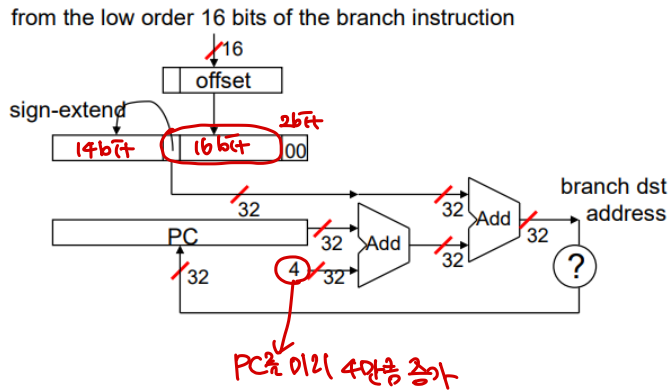 from the low order 16 bits of the branch instruction
16
offset
sign-extend
14bit
16bit
2bit
00
32
32
branch dst
address
Add
32
PC
32
Add
32
?
32
4
32
PC를 미리 4만큼 증가